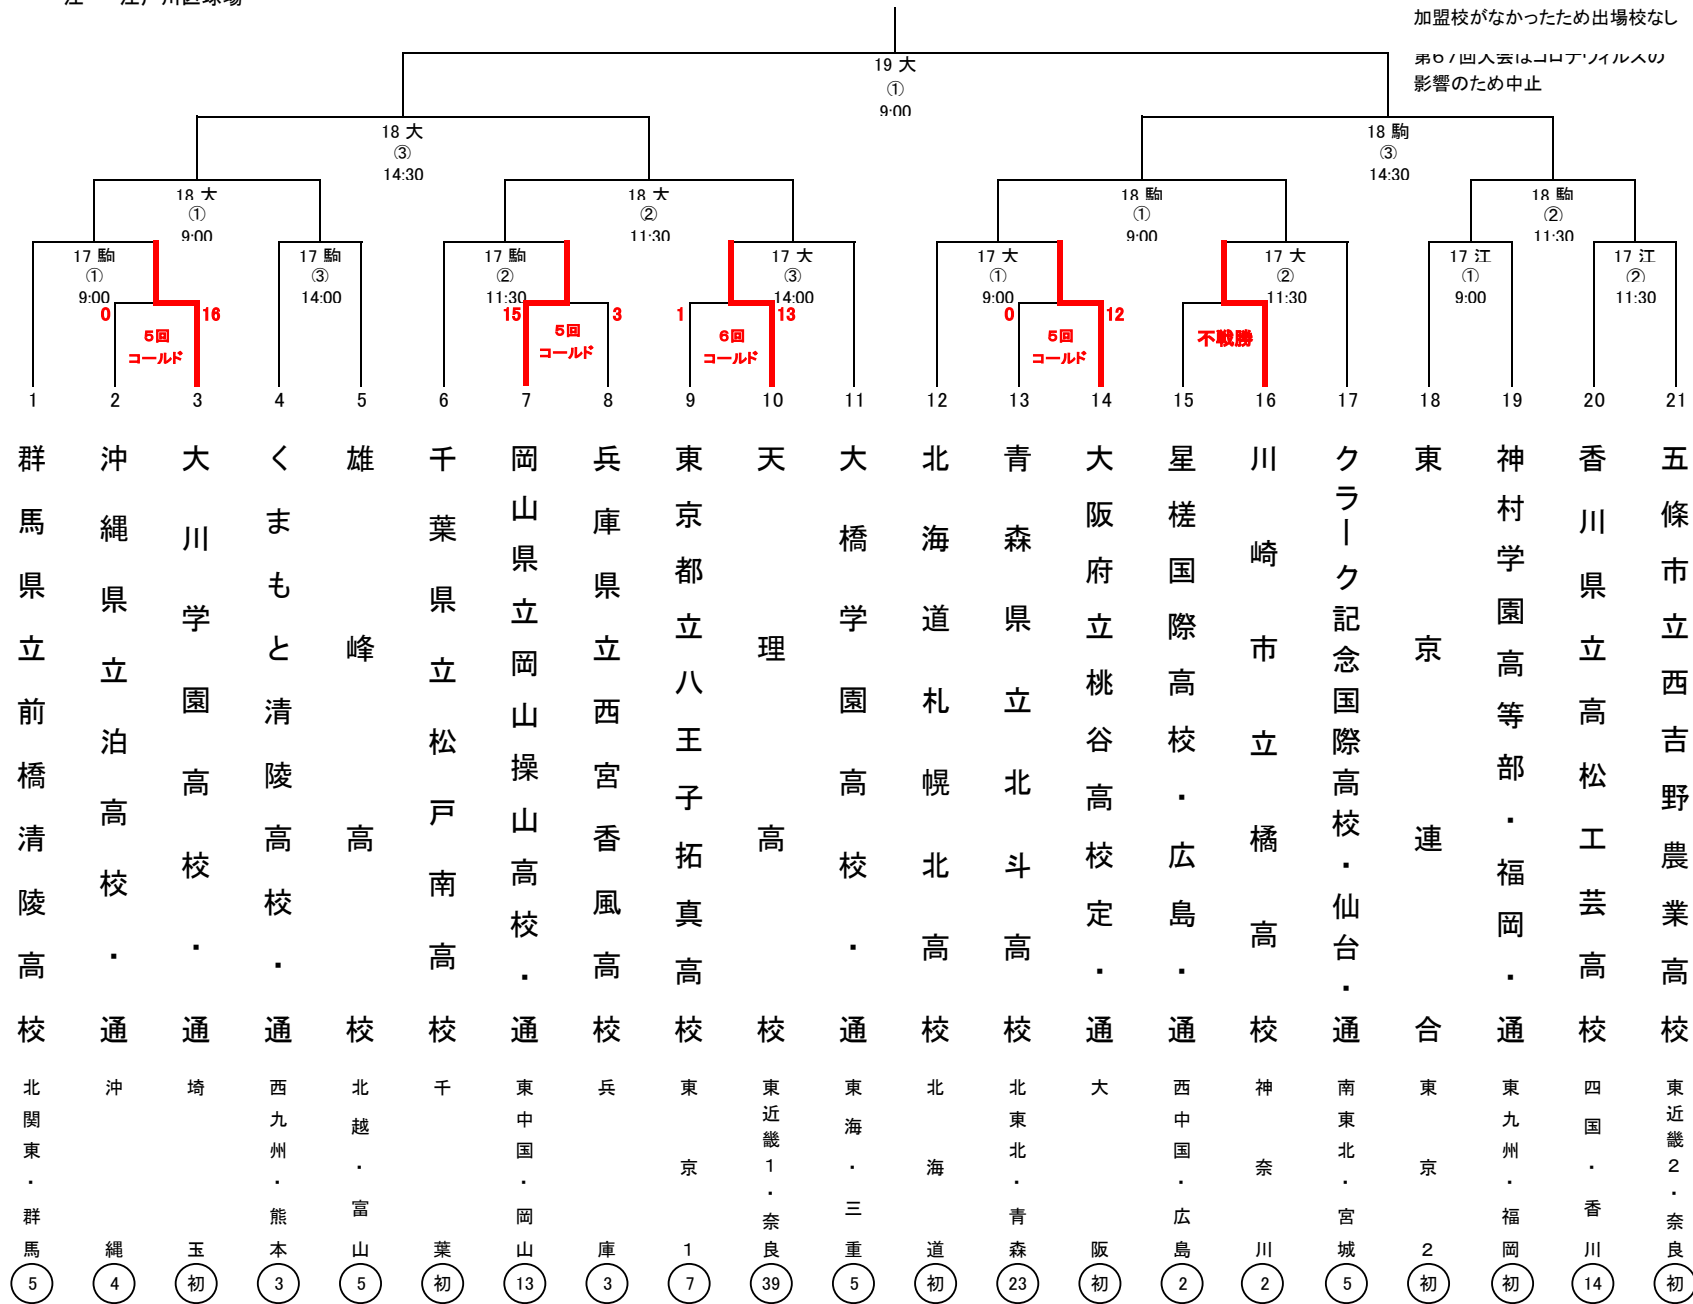 加盟校がなかったため出場校なし
第67回大会はコロナウィルスの
影響のため中止
19 大
①
9:00
18 大
③
14:30
18 駒
③
14:30
18 大
①
9:00
18 大
②
11:30
18 駒
①
9:00
18 駒
②
11:30
17 駒
①
9:00
17 駒
③
14:00
17 駒
②
11:30
17 大
③
14:00
17 大
①
9:00
17 大
②
11:30
17 江
①
9:00
17 江
②
11:30
0 16
5回
コールド
15 3
5回
コールド
1 13
6回
コールド
0 12
5回
コールド
不戦勝
1 2 3 4 5 6 7 8 9 10 11 12 13 14 15 16 17 18 19 20 21
群馬県立前橋清陵高校
沖縄県立泊高校・通
大川学園高校・通
くまもと清陵高校・通
雄峰高校
千葉県立松戸南高校
岡山県立岡山操山高校・通
兵庫県立西宮香風高校
東京都立八王子拓真高校
天理高校
大橋学園高校・通
北海道札幌北高校
青森県立北斗高校
大阪府立桃谷高校定・通
星槎国際高校・広島・通
川崎市立橘高校
クラーク記念国際高校・仙台・通
東京連合
神村学園高等部・福岡・通
香川県立高松工芸高校
五條市立西吉野農業高校
北関東・群馬
沖縄
埼玉
西九州・熊本
北越・富山
千葉
東中国・岡山
兵庫
東京1
東近畿1・奈良
東海・三重
北海道
北東北・青森
大阪
西中国・広島
神奈川
南東北・宮城
東京2
東九州・福岡
四国・香川
東近畿2・奈良
5 4 初 3 5 初 13 3 7 39 5 初 23 初 2 2 5 初 初 14 初